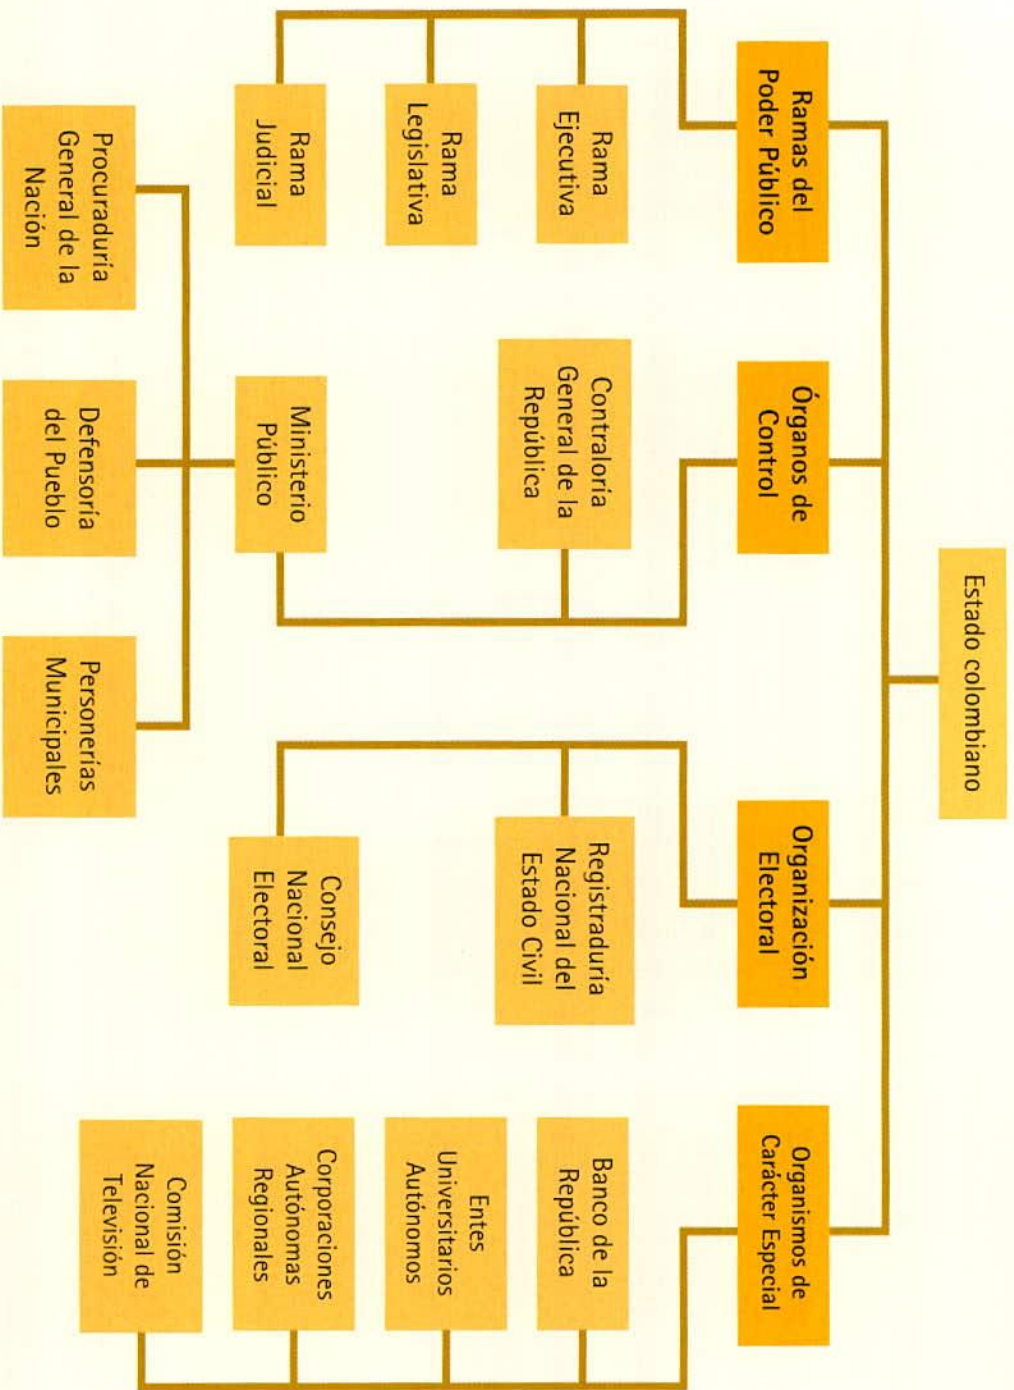 Estado colombiano
Ramas del
Poder Público
Órganos de
Control
Organización
Electoral
Organismos de
Carácter Especial
Rama
Ejecutiva
Rama
Legislativa
Rama
Judicial
Contraloría
General de la
República
Ministerio
Público
Procuraduría
General de la
Nación
Defensoría
del Pueblo
Personerías
Municipales
Registraduría
Nacional del
Estado Civil
Consejo
Nacional
Electoral
Banco de la
República
Entes
Universitarios
Autónomos
Corporaciones
Autónomas
Regionales
Comisión
Nacional de
Televisión